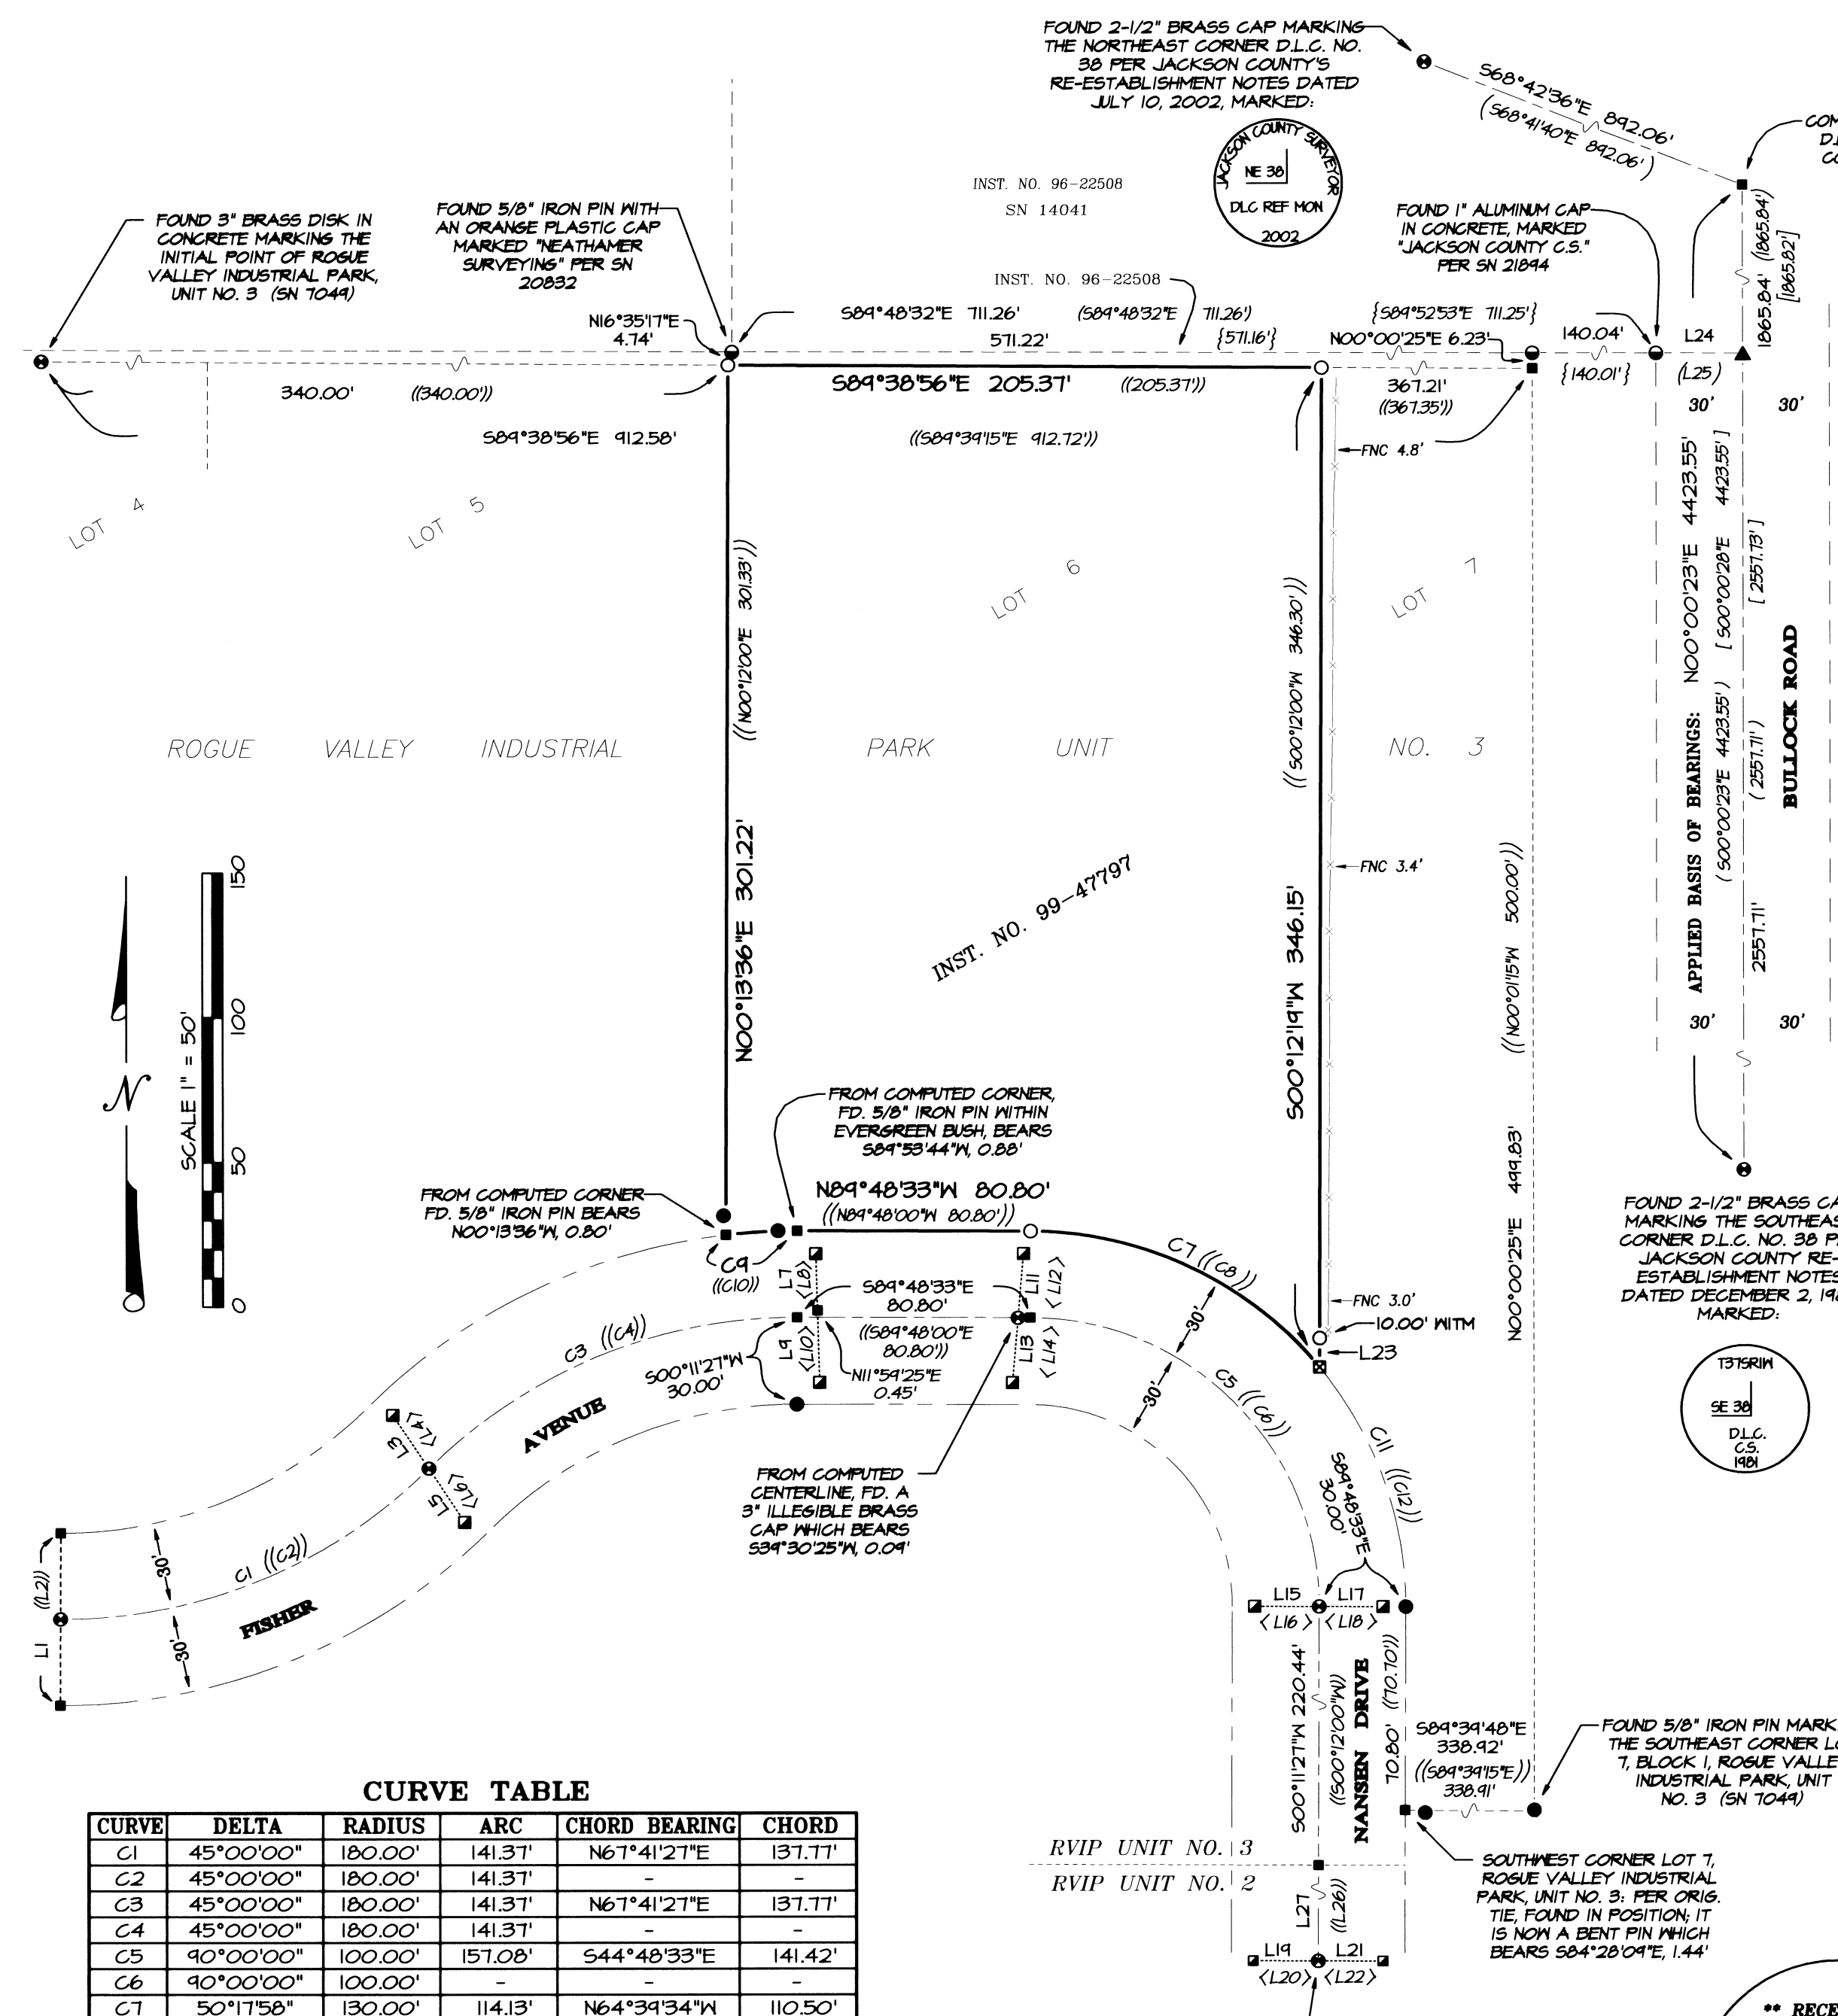 FOUND 2-1/2" BRASS CAP MARKING
THE NORTHEAST CORNER D.L.C. NO.
38 PER JACKSON COUNTY'S
RE-ESTABLISHMENT NOTES DATED
JULY 10, 2002, MARKED:
JACKSON COUNTY SURVEYOR
NE 38
DLC REF MON
2002
S68°42'36"E 892.06'
(S68°41'40"E 892.06')
INST. NO. 96-22508
SN 14041
FOUND 3" BRASS DISK IN
CONCRETE MARKING THE
INITIAL POINT OF ROGUE
VALLEY INDUSTRIAL PARK,
UNIT NO. 3 (SN 7049)
FOUND 5/8" IRON PIN WITH
AN ORANGE PLASTIC CAP
MARKED "NEATHAMER
SURVEYING" PER SN
20832
FOUND 1" ALUMINUM CAP
IN CONCRETE, MARKED
"JACKSON COUNTY C.S."
PER SN 21894
1865.84' (1865.84')
[1865.82']
INST. NO. 96-22508
N16°35'17"E
4.74'
S89°48'32"E 711.26' (S89°48'32"E 711.26') {S89°52'53"E 711.25'}
571.22' {571.16'} N00°00'25"E 6.23'
140.04'
{140.01'}
L24
(L25)
340.00' ((340.00'))
S89°38'56"E 205.37' ((205.37'))
367.21'
((367.35'))
30' 30'
S89°38'56"E 912.58' ((S89°39'15"E 912.72'))
FNC 4.8'
LOT 4
LOT 5
LOT 6
LOT 7
((N00°12'00"E 301.33'))
N00°13'36"E 301.22'
((S00°12'00"W 346.30'))
S00°12'19"W 346.15'
FNC 3.4'
((N00°01'15"W 500.00'))
N00°00'25"E 499.83'
APPLIED BASIS OF BEARINGS: N00°00'23"E 4423.55'
(S00°00'23"E 4423.55') [S00°00'28"E 4423.55']
2557.71' (2557.71') [2557.73']
BULLOCK ROAD
30' 30'
ROGUE VALLEY INDUSTRIAL PARK UNIT NO. 3
INST. NO. 99-47797
N
SCALE 1" = 50'
0 50 100 150
FROM COMPUTED CORNER,
FD. 5/8" IRON PIN WITHIN
EVERGREEN BUSH, BEARS
S89°53'44"W, 0.88'
FROM COMPUTED CORNER
FD. 5/8" IRON PIN BEARS
N00°13'36"W, 0.80'
N89°48'33"W 80.80'
((N89°48'00"W 80.80'))
C9
((C10))
L7
<L8>
L9
<L10>
S89°48'33"E
80.80'
((S89°48'00"E
80.80'))
L11
<L12>
L13
<L14>
C7 ((C8))
30'
30'
FNC 3.0'
10.00' WITM
L23
C3 ((C4))
S00°11'27"W
30.00'
N11°59'25"E
0.45'
C5 ((C6))
C11 ((C12))
L3
<L4>
L5
<L6>
AVENUE
FROM COMPUTED
CENTERLINE, FD. A
3" ILLEGIBLE BRASS
CAP WHICH BEARS
S39°30'25"W, 0.09'
S89°48'33"E
30.00'
T37SR1W
SE 38
D.L.C.
C.S.
1981
((L2))
L1
C1 ((C2))
30'
30'
FISHER
L15 L17
<L16> <L18>
S00°11'27"W 220.44'
((S00°12'00"W))
NANSEN DRIVE
70.80' ((70.70'))
S89°39'48"E
338.92'
((S89°39'15"E))
338.91'
SOUTHWEST CORNER LOT 7,
ROGUE VALLEY INDUSTRIAL
PARK, UNIT NO. 3: PER ORIG.
TIE, FOUND IN POSITION; IT
IS NOW A BENT PIN WHICH
BEARS S84°28'09"E, 1.44'
FOUND 2-1/2" BRASS
MARKING THE
CORNER D.L.C. NO. 38
JACKSON COUNTY RE-
ESTABLISHMENT NOTES
DATED DECEMBER 2,
MARKED:
FOUND 5/8" IRON PIN
THE SOUTHEAST CORNER
7, BLOCK 1, ROGUE
INDUSTRIAL PARK, UNIT
NO. 3 (SN 7049)
RVIP UNIT NO. 3
RVIP UNIT NO. 2
L27
((L26))
L19 L21
<L20> <L22>
CURVE TABLE
CURVE DELTA RADIUS ARC CHORD BEARING CHORD
C1 45°00'00" 180.00' 141.37' N67°41'27"E 137.77'
C2 45°00'00" 180.00' 141.37' - -
C3 45°00'00" 180.00' 141.37' N67°41'27"E 137.77'
C4 45°00'00" 180.00' 141.37' - -
C5 90°00'00" 100.00' 157.08' S44°48'33"E 141.42'
C6 90°00'00" 100.00' - - -
C7 50°17'58" 130.00' 114.13' N64°39'34"W 110.50'
**